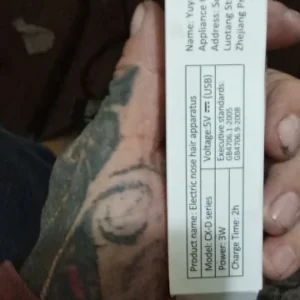 Product name: Electric nose hair apparatus
Model: CX-D series
Voltage:5V ⎓ (USB)
Power: 3W
Executive standards:
GB4706.1-2005
GB4706.9-2008
Charge Time: 2h
Name: Yuy
Appliance
Address: S
Luotang St
Zhejiang P